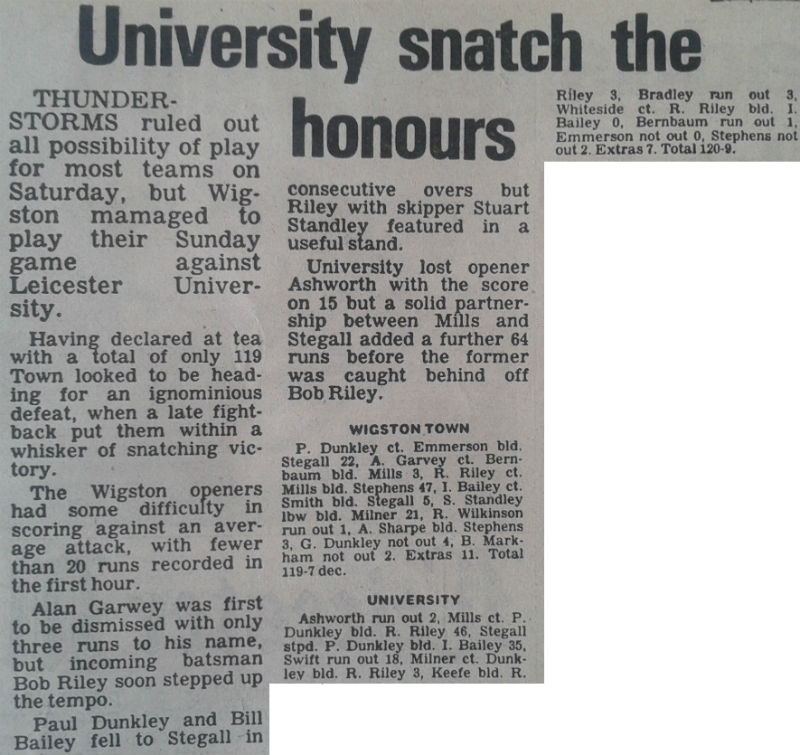 University snatch the
honours
THUNDER-
STORMS ruled out
all possibility of play
for most teams on
Saturday, but Wig-
ston mamaged to
play their Sunday
game against
Leicester Univer-
sity.
Having declared at tea
with a total of only 119
Town looked to be head-
ing for an ignominious
defeat, when a late fight-
back put them within a
whisker of snatching vic-
tory.
The Wigston openers
had some difficulty in
scoring against an aver-
age attack, with fewer
than 20 runs recorded in
the first hour.
Alan Garwey was first
to be dismissed with only
three runs to his name,
but incoming batsman
Bob Riley soon stepped up
the tempo.
Paul Dunkley and Bill
Bailey fell to Stegall in
consecutive overs but
Riley with skipper Stuart
Standley featured in a
useful stand.
University lost opener
Ashworth with the score
on 15 but a solid partner-
ship between Mills and
Stegall added a further 64
runs before the former
was caught behind off
Bob Riley.
WIGSTON TOWN
P. Dunkley ct. Emmerson bld.
Stegall 22, A. Garvey ct. Bern-
baum bld. Mills 3, R. Riley ct.
Mills bld. Stephens 47, I. Bailey ct.
Smith bld. Stegall 5, S. Standley
lbw bld. Milner 21, R. Wilkinson
run out 1, A. Sharpe bld. Stephens
3, G. Dunkley not out 4, B. Mark-
ham not out 2. Extras 11. Total
119-7 dec.
UNIVERSITY
Ashworth run out 2, Mills ct. P.
Dunkley bld. R. Riley 46, Stegall
stpd. P. Dunkley bld. I. Bailey 35,
Swift run out 18, Milner ct. Dunk-
ley bld. R. Riley 3, Keefe bld. R.
Riley 3, Bradley run out 3,
Whiteside ct. R. Riley bld. I.
Bailey 0, Bernbaum run out 1,
Emmerson not out 0, Stephens not
out 2. Extras 7. Total 120-9.